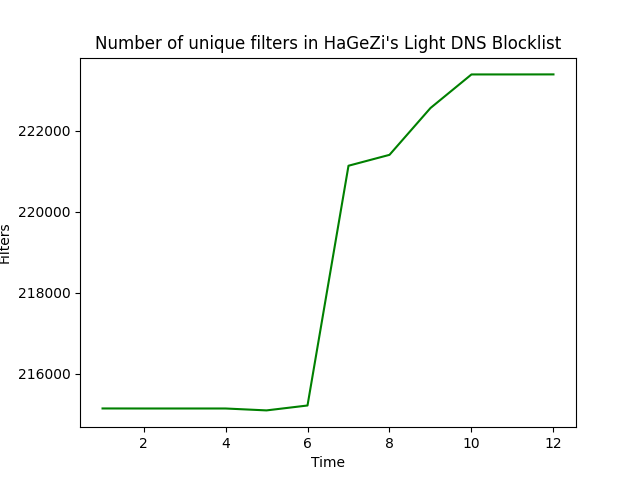 Number of unique filters in HaGeZi's Light DNS Blocklist
222000
220000
218000
216000
Filters
2 4 6 8 10 12
Time